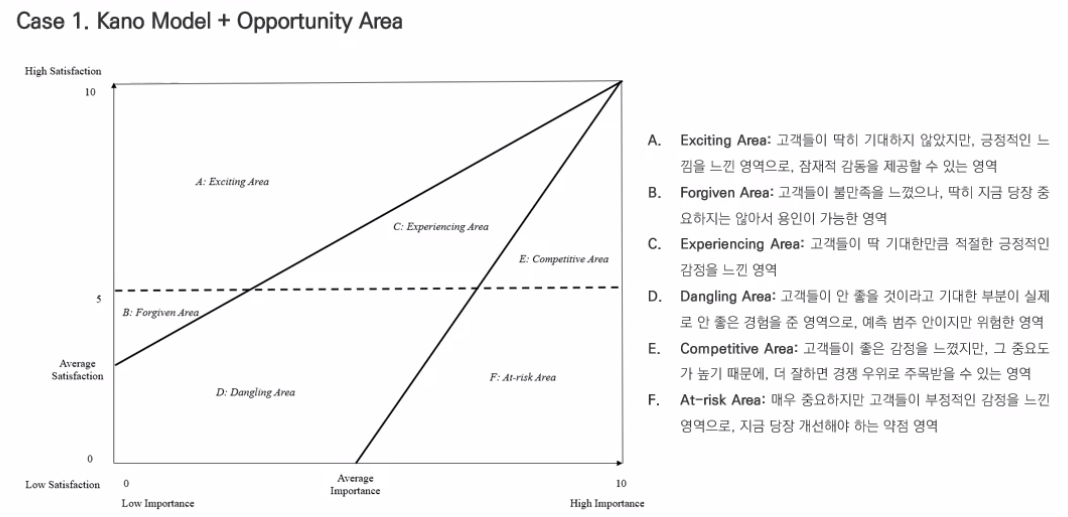 Case 1. Kano Model + Opportunity Area
High Satisfaction
10
A: Exciting Area
C: Experiencing Area
E: Competitive Area
5
B: Forgiven Area
Average
Satisfaction
D: Dangling Area
F: At-risk Area
0
Low Satisfaction
0
Low Importance
Average
Importance
10
High Importance
A. Exciting Area: 고객들이 딱히 기대하지 않았지만, 긍정적인 느
낌을 느낀 영역으로, 잠재적 감동을 제공할 수 있는 영역
B. Forgiven Area: 고객들이 불만족을 느꼈으나, 딱히 지금 당장 중
요하지는 않아서 용인이 가능한 영역
C. Experiencing Area: 고객들이 딱 기대한만큼 적절한 긍정적인
감정을 느낀 영역
D. Dangling Area: 고객들이 안 좋을 것이라고 기대한 부분이 실제
로 안 좋은 경험을 준 영역으로, 예측 범주 안이지만 위험한 영역
E. Competitive Area: 고객들이 좋은 감정을 느꼈지만, 그 중요도
가 높기 때문에, 더 잘하면 경쟁 우위로 주목받을 수 있는 영역
F. At-risk Area: 매우 중요하지만 고객들이 부정적인 감정을 느낀
영역으로, 지금 당장 개선해야 하는 약점 영역